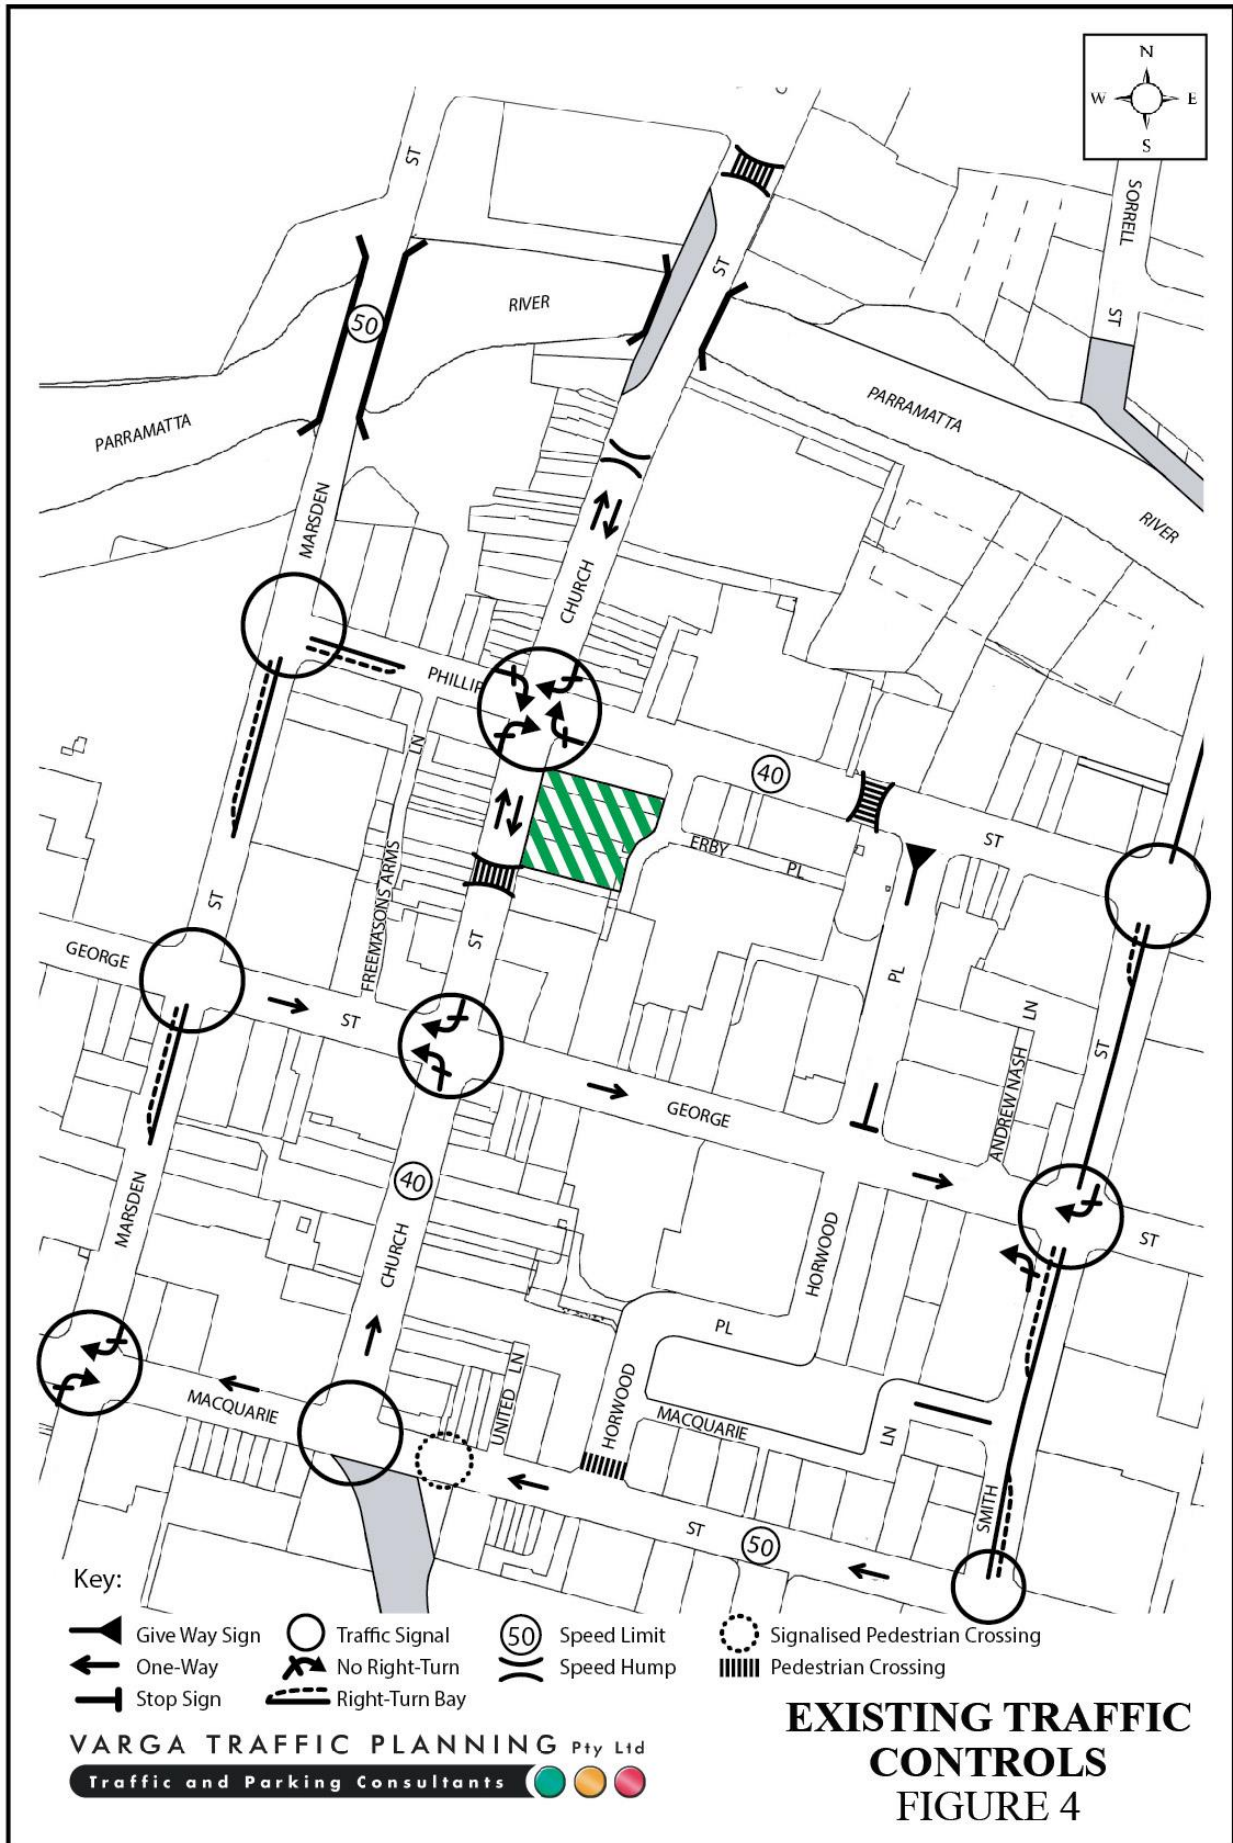 N
W E
S
ST
SORRELL
ST
ST
50
RIVER
PARRAMATTA
PARRAMATTA
RIVER
MARSDEN
CHURCH
PHILLIP
LN
40
ST
ERBY
PL
FREEMASONS ARMS
ST
ST
GEORGE
PL
LN
ST
ST
ANDREW NASH
GEORGE
40
MARSDEN
CHURCH
HORWOOD
ST
PL
LN
UNITED
HORWOOD
MACQUARIE
MACQUARIE
LN
SMITH
ST
50
Key:
Give Way Sign
Traffic Signal
50 Speed Limit
Signalised Pedestrian Crossing
One-Way
No Right-Turn
Speed Hump
Pedestrian Crossing
Stop Sign
Right-Turn Bay
EXISTING TRAFFIC
CONTROLS
FIGURE 4
VARGA TRAFFIC PLANNING Pty Ltd
Traffic and Parking Consultants